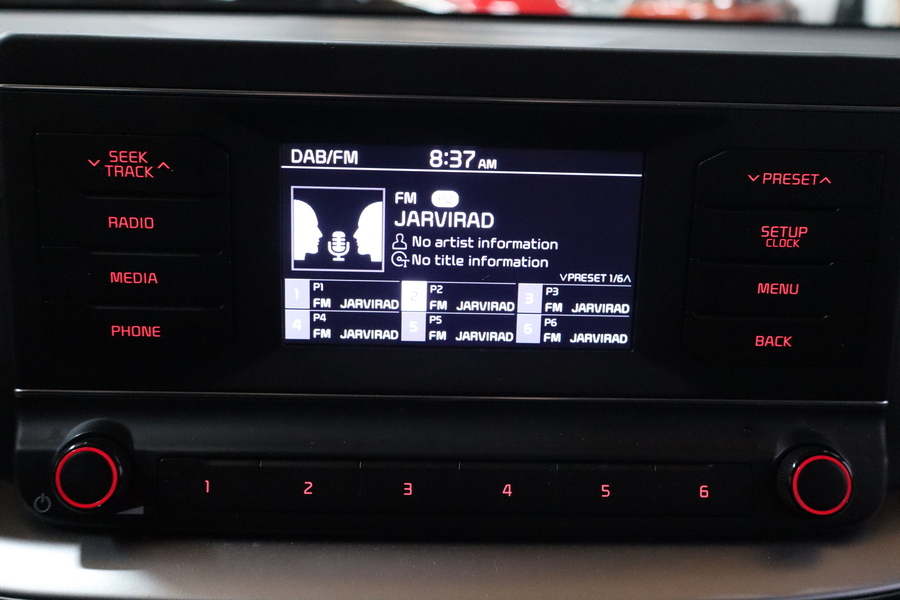 SEEK
TRACK
RADIO
MEDIA
PHONE
DAB/FM 8:37 AM
FM
JARVIRAD
No artist information
No title information
PRESET 1/6
1 P1 FM JARVIRAD
2 P2 FM JARVIRAD
3 P3 FM JARVIRAD
4 P4 FM JARVIRAD
5 P5 FM JARVIRAD
6 P6 FM JARVIRAD
PRESET
SETUP
CLOCK
MENU
BACK
1 2 3 4 5 6